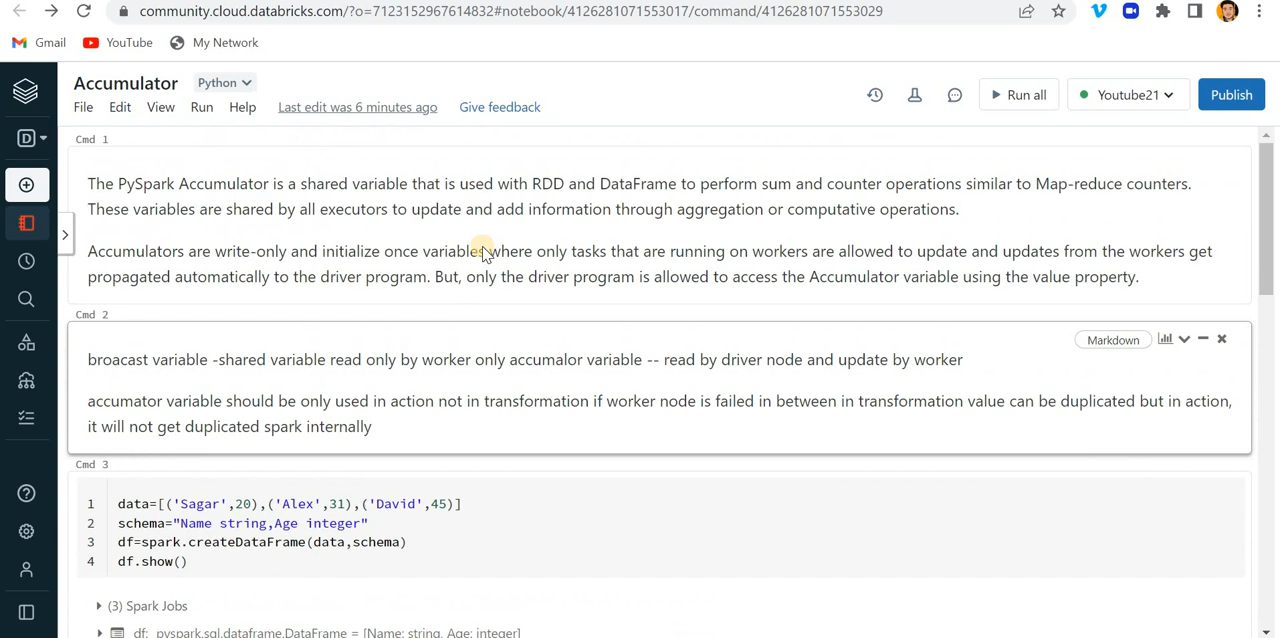 community.cloud.databricks.com/?o=7123152967614832#notebook/4126281071553017/command/4126281071553029
Gmail
YouTube
My Network
Accumulator
Python
File
Edit
View
Run
Help
Last edit was 6 minutes ago
Give feedback
Run all
Youtube21
Publish
D
Cmd 1
The PySpark Accumulator is a shared variable that is used with RDD and DataFrame to perform sum and counter operations similar to Map-reduce counters.
These variables are shared by all executors to update and add information through aggregation or computative operations.
Accumulators are write-only and initialize once variables where only tasks that are running on workers are allowed to update and updates from the workers get
propagated automatically to the driver program. But, only the driver program is allowed to access the Accumulator variable using the value property.
Cmd 2
Markdown
broacast variable -shared variable read only by worker only accumalor variable -- read by driver node and update by worker
accumator variable should be only used in action not in transformation if worker node is failed in between in transformation value can be duplicated but in action,
it will not get duplicated spark internally
Cmd 3
1 data=[('Sagar',20),('Alex',31),('David',45)]
2 schema="Name string,Age integer"
3 df=spark.createDataFrame(data,schema)
4 df.show()
(3) Spark Jobs
df: pyspark.sql.dataframe.DataFrame = [Name: string, Age: integer]